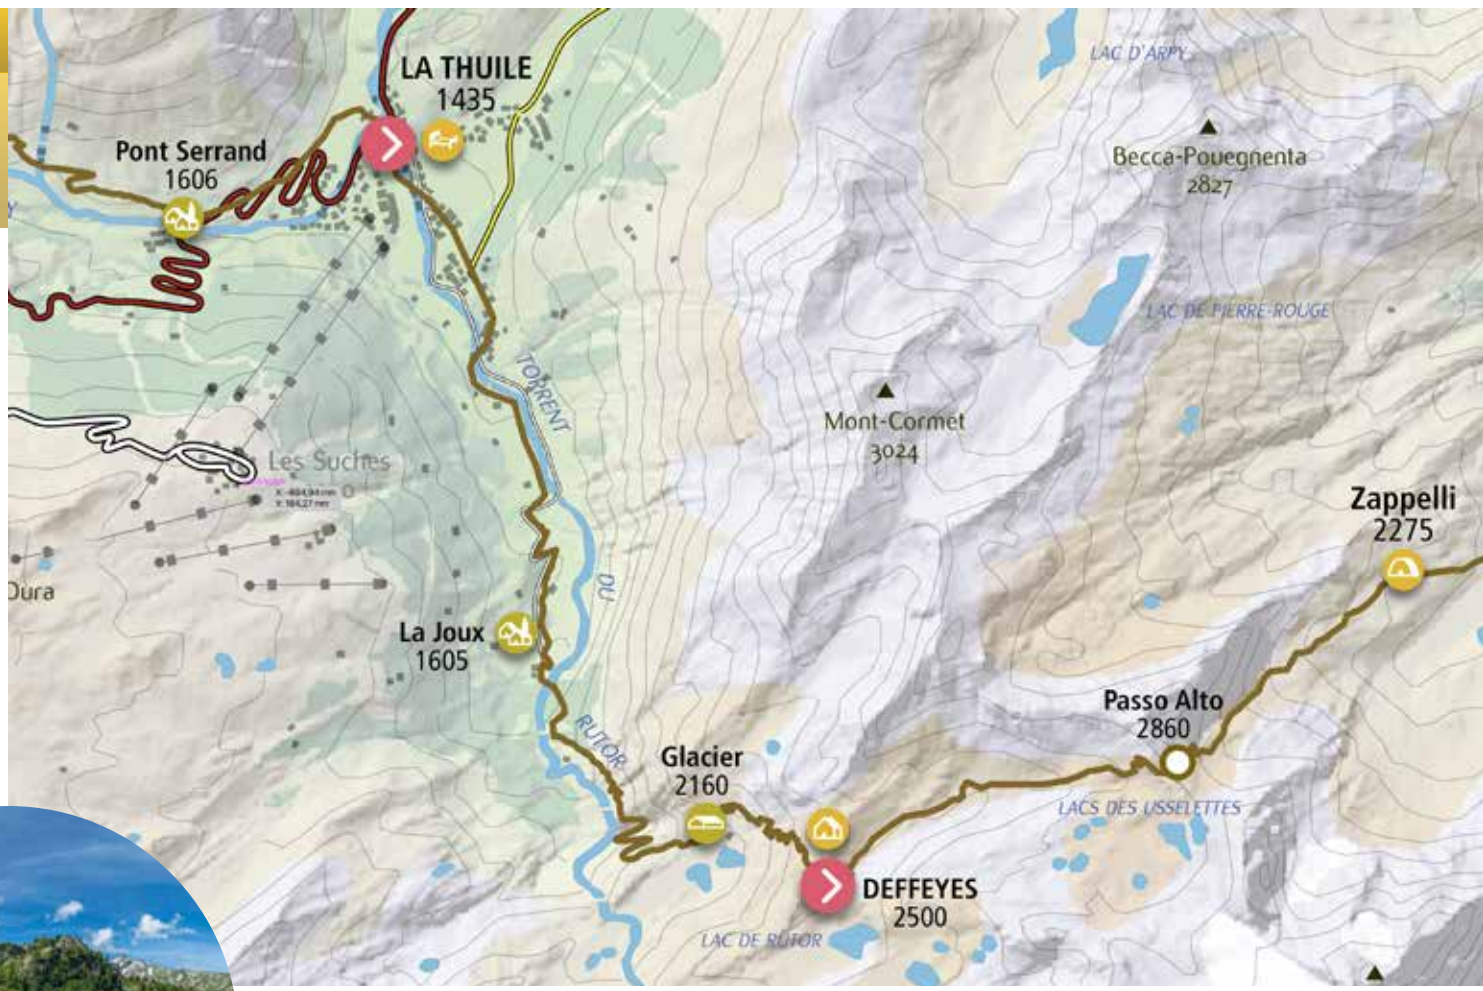 LAC D'ARPY
LA THUILE
1435
Becca-Pouegnenta
2827
Pont Serrand
1606
LAC DE PIERRE-ROUGE
TORRENT
Mont-Cormet
3024
Les Suches
Zappelli
2275
DU
La Joux
1605
Passo Alto
2860
RUTOR
Glacier
2160
LACS DES USSELETTES
DEFFEYES
2500
LAC DE RUTOR